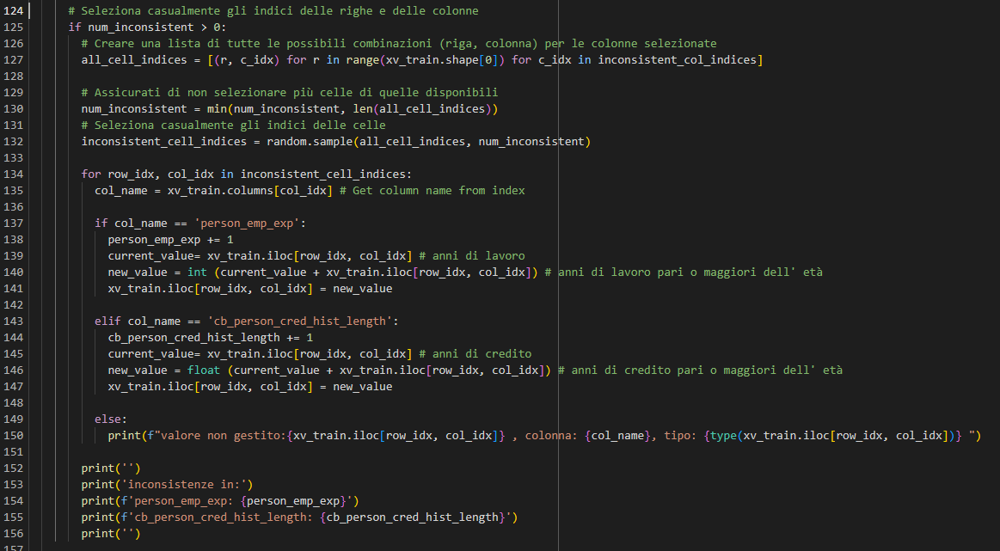 124 # Seleziona casualmente gli indici delle righe e delle colonne
125 if num_inconsistent > 0:
126 # Creare una lista di tutte le possibili combinazioni (riga, colonna) per le colonne selezionate
127 all_cell_indices = [(r, c_idx) for r in range(xv_train.shape[0]) for c_idx in inconsistent_col_indices]
128
129 # Assicurati di non selezionare più celle di quelle disponibili
130 num_inconsistent = min(num_inconsistent, len(all_cell_indices))
131 # Seleziona casualmente gli indici delle celle
132 inconsistent_cell_indices = random.sample(all_cell_indices, num_inconsistent)
133
134 for row_idx, col_idx in inconsistent_cell_indices:
135 col_name = xv_train.columns[col_idx] # Get column name from index
136
137 if col_name == 'person_emp_exp':
138 person_emp_exp += 1
139 current_value= xv_train.iloc[row_idx, col_idx] # anni di lavoro
140 new_value = int (current_value + xv_train.iloc[row_idx, col_idx]) # anni di lavoro pari o maggiori dell' età
141 xv_train.iloc[row_idx, col_idx] = new_value
142
143 elif col_name == 'cb_person_cred_hist_length':
144 cb_person_cred_hist_length += 1
145 current_value= xv_train.iloc[row_idx, col_idx] # anni di credito
146 new_value = float (current_value + xv_train.iloc[row_idx, col_idx]) # anni di credito pari o maggiori dell' età
147 xv_train.iloc[row_idx, col_idx] = new_value
148
149 else:
150 print(f"valore non gestito:{xv_train.iloc[row_idx, col_idx]} , colonna: {col_name}, tipo: {type(xv_train.iloc[row_idx, col_idx])} ")
151
152 print('')
153 print('inconsistenze in:')
154 print(f'person_emp_exp: {person_emp_exp}')
155 print(f'cb_person_cred_hist_length: {cb_person_cred_hist_length}')
156 print('')
157